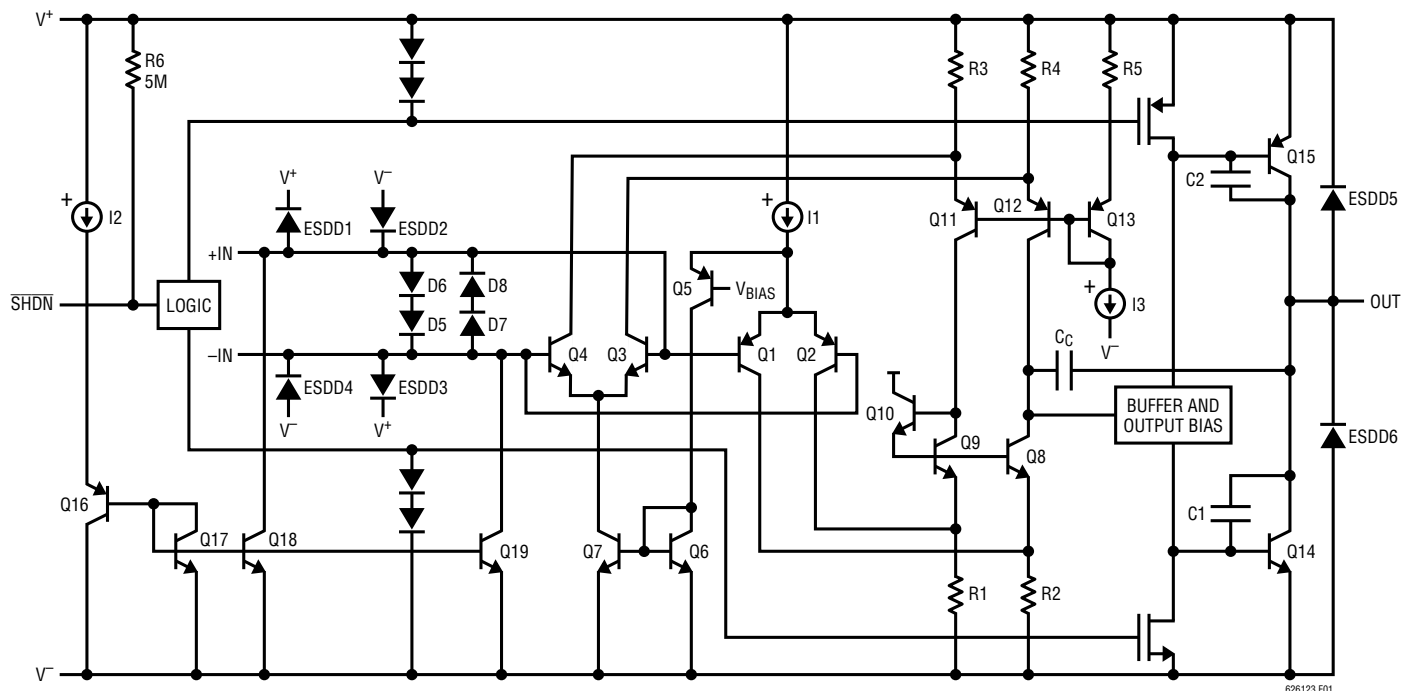 V+
R6
5M
R3
R4
R5
Q15
C2
V+
V−
I2
ESDD1
ESDD2
I1
Q11
Q12
Q13
ESDD5
+IN
D6
D8
Q5
VBIAS
I3
SHDN
LOGIC
OUT
D5
D7
V−
−IN
Q4
Q3
Q1
Q2
CC
ESDD4
ESDD3
V−
V+
Q10
BUFFER AND
OUTPUT BIAS
Q9
Q8
ESDD6
Q16
C1
Q17
Q18
Q19
Q7
Q6
Q14
R1
R2
V−
626123 F01